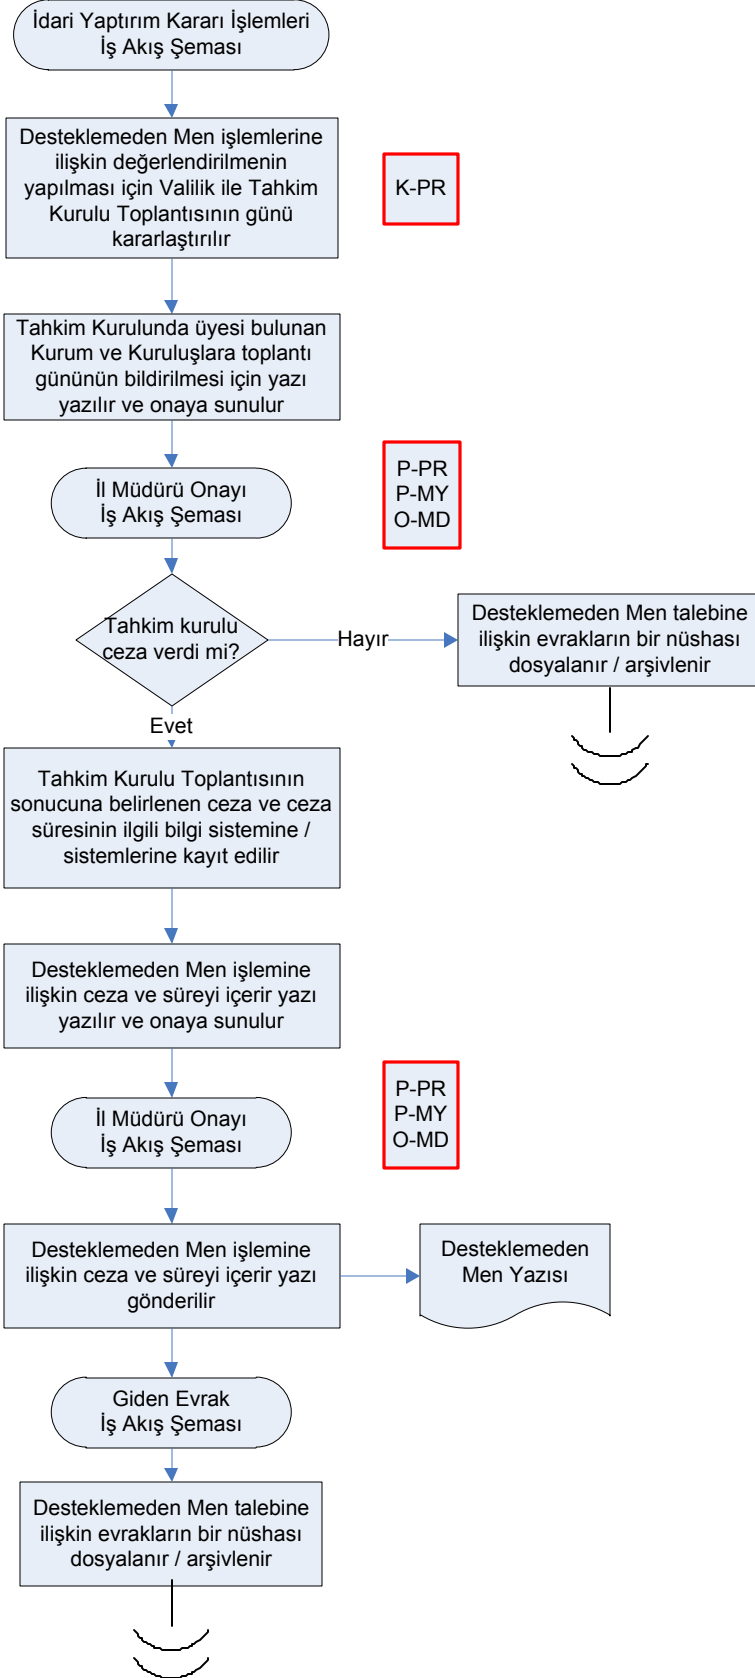 İdari Yaptırım Kararı İşlemleri
İş Akış Şeması
Desteklemeden Men işlemlerine
ilişkin değerlendirilmenin
yapılması için Valilik ile Tahkim
Kurulu Toplantısının günü
kararlaştırılır
K-PR
Tahkim Kurulunda üyesi bulunan
Kurum ve Kuruluşlara toplantı
gününün bildirilmesi için yazı
yazılır ve onaya sunulur
İl Müdürü Onayı
İş Akış Şeması
P-PR
P-MY
O-MD
Tahkim kurulu
ceza verdi mi?
Hayır
Desteklemeden Men talebine
ilişkin evrakların bir nüshası
dosyalanır / arşivlenir
Evet
Tahkim Kurulu Toplantısının
sonucuna belirlenen ceza ve ceza
süresinin ilgili bilgi sistemine /
sistemlerine kayıt edilir
Desteklemeden Men işlemine
ilişkin ceza ve süreyi içerir yazı
yazılır ve onaya sunulur
İl Müdürü Onayı
İş Akış Şeması
P-PR
P-MY
O-MD
Desteklemeden Men işlemine
ilişkin ceza ve süreyi içerir yazı
gönderilir
Desteklemeden
Men Yazısı
Giden Evrak
İş Akış Şeması
Desteklemeden Men talebine
ilişkin evrakların bir nüshası
dosyalanır / arşivlenir